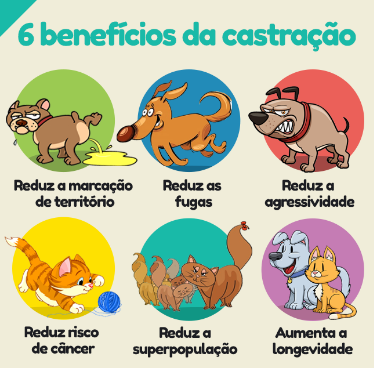 6 benefícios da castração
Reduz a marcação
de território
Reduz as
fugas
Reduz a
agressividade
Reduz risco
de câncer
Reduz a
superpopulação
Aumenta a
longevidade